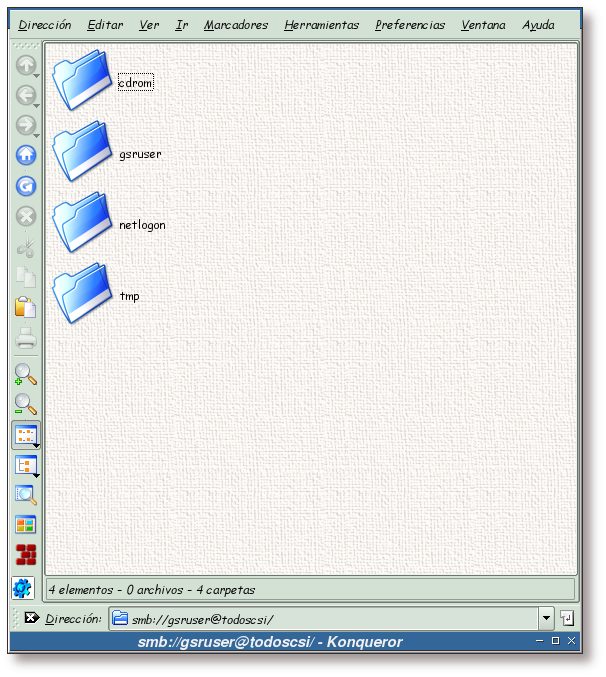 Dirección Editar Ver Ir Marcadores Herramientas Preferencias Ventana Ayuda
cdrom
gsruser
netlogon
tmp
4 elementos - 0 archivos - 4 carpetas
Dirección: smb://gsruser@todoscsi/
smb://gsruser@todoscsi/ - Konqueror